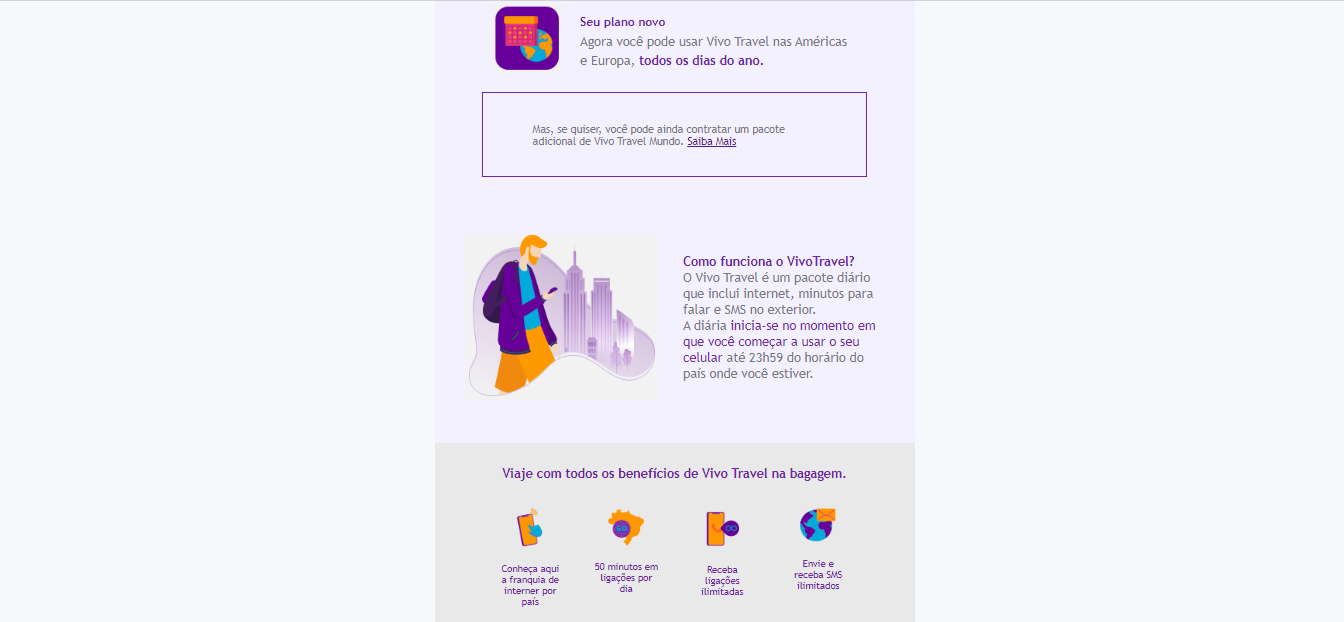 Seu plano novo
Agora você pode usar Vivo Travel nas Américas
e Europa, todos os dias do ano.
Mas, se quiser, você pode ainda contratar um pacote
adicional de Vivo Travel Mundo. Saiba Mais
Como funciona o VivoTravel?
O Vivo Travel é um pacote diário
que inclui internet, minutos para
falar e SMS no exterior.
A diária inicia-se no momento em
que você começar a usar o seu
celular até 23h59 do horário do
país onde você estiver.
Viaje com todos os benefícios de Vivo Travel na bagagem.
50
Conheça aqui
a franquia de
interner por
país
50 minutos em
ligações por
dia
Receba
ligações
ilimitadas
Envie e
receba SMS
ilimitados